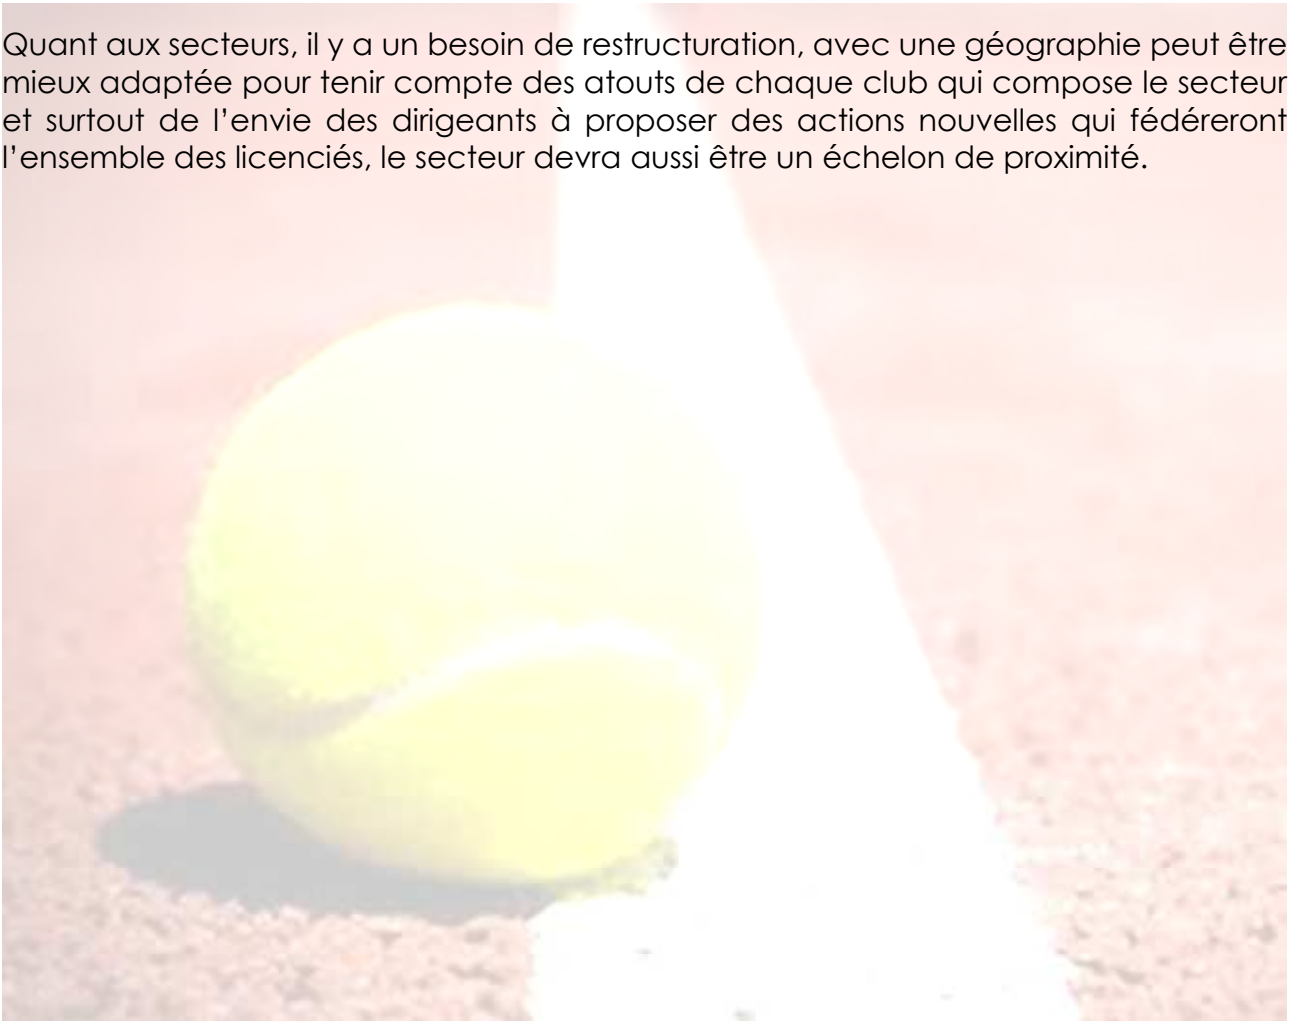 Quant aux secteurs, il y a un besoin de restructuration, avec une géographie peut être
mieux adaptée pour tenir compte des atouts de chaque club qui compose le secteur
et surtout de l’envie des dirigeants à proposer des actions nouvelles qui fédéreront
l’ensemble des licenciés, le secteur devra aussi être un échelon de proximité.